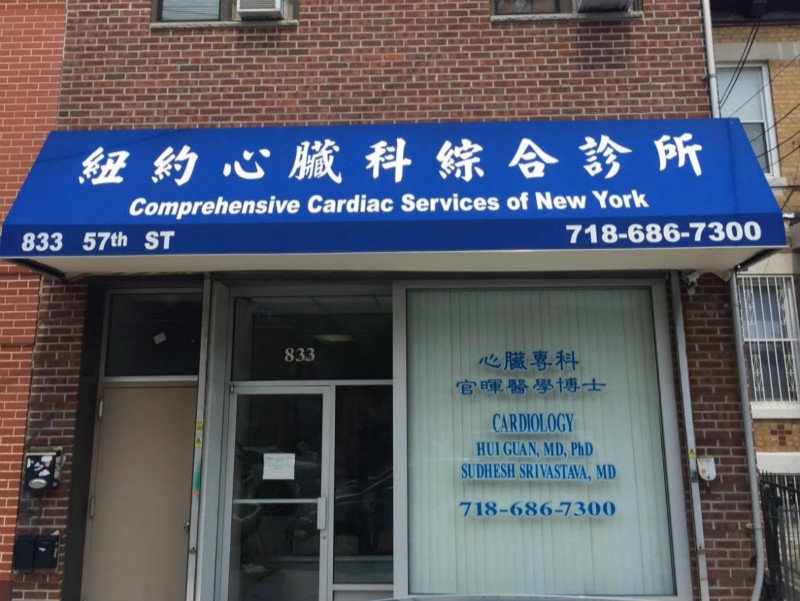 紐約心臟科綜合診所
Comprehensive Cardiac Services of New York
833 57th ST
718-686-7300
833
心臟專科
官暉醫學博士
CARDIOLOGY
HUI GUAN, MD, PhD
SUDHESH SRIVASTAVA, MD
718-686-7300